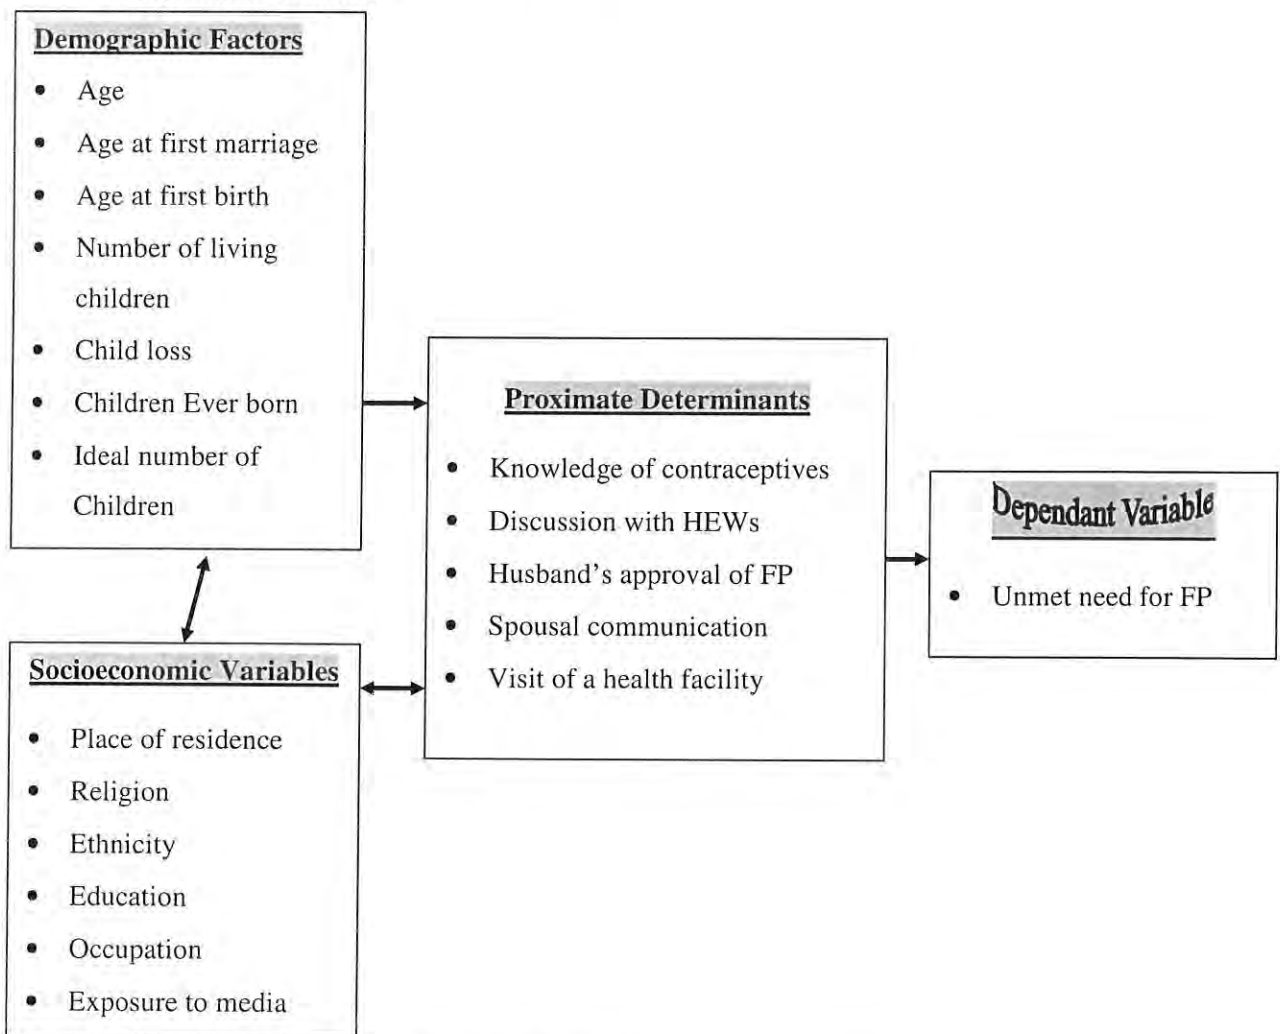 Demographic Factors
• Age
• Age at first marriage
• Age at first birth
• Number of living
children
• Child loss
• Children Ever born
• Ideal number of
Children
Proximate Determinants
• Knowledge of contraceptives
• Discussion with HEWs
• Husband's approval of FP
• Spousal communication
• Visit of a health facility
Dependant Variable
• Unmet need for FP
Socioeconomic Variables
• Place of residence
• Religion
• Ethnicity
• Education
• Occupation
• Exposure to media